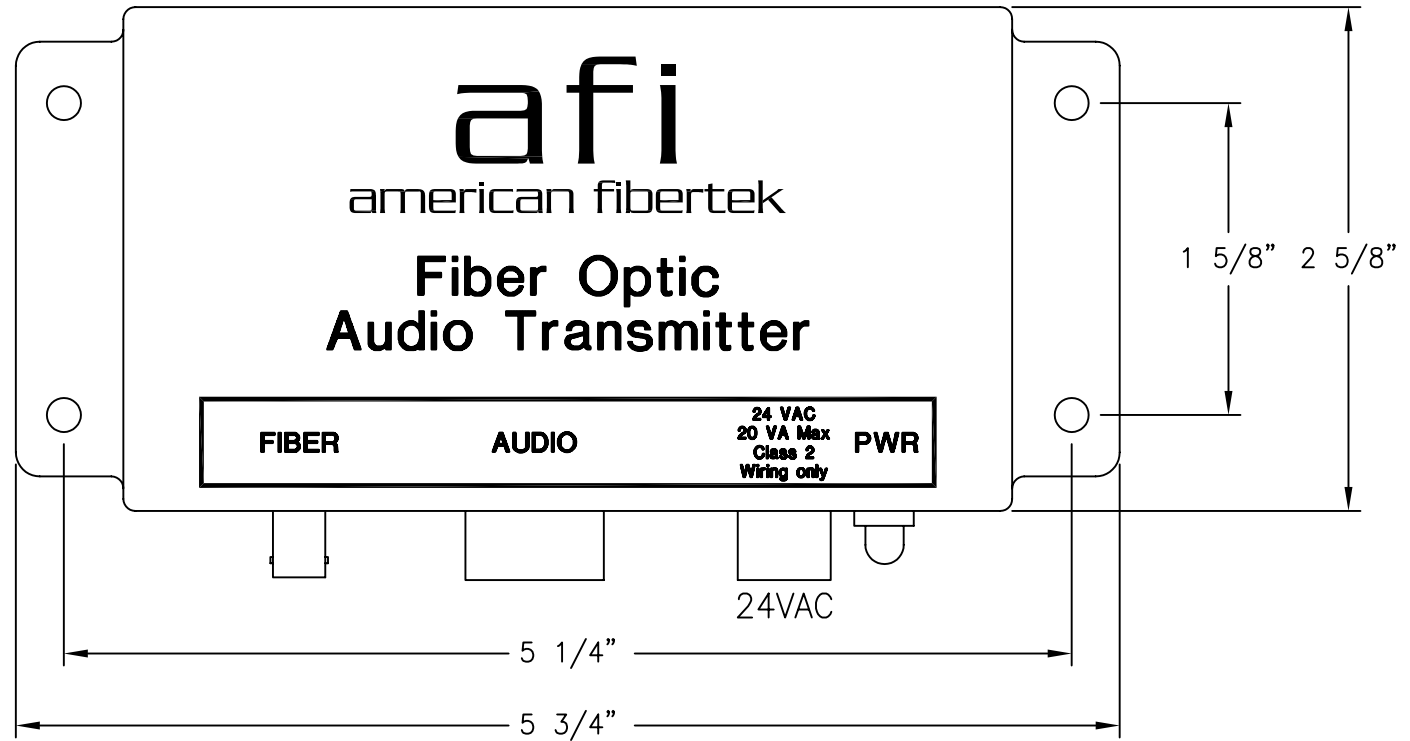 afi
american fibertek
Fiber Optic
Audio Transmitter
1 5/8" 2 5/8"
FIBER AUDIO PWR
24 VAC
20 VA Max
Class 2
Wiring only
24VAC
5 1/4"
5 3/4"